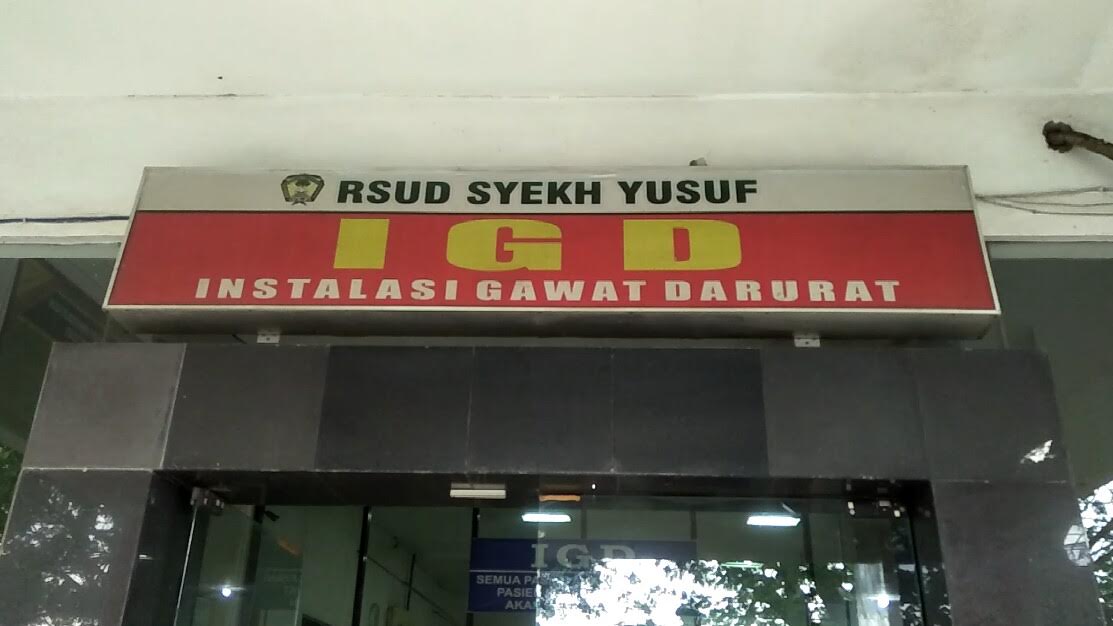 RSUD SYEKH YUSUF
IGD
INSTALASI GAWAT DARURAT
IGD
SEMUA
PASIE
AKA